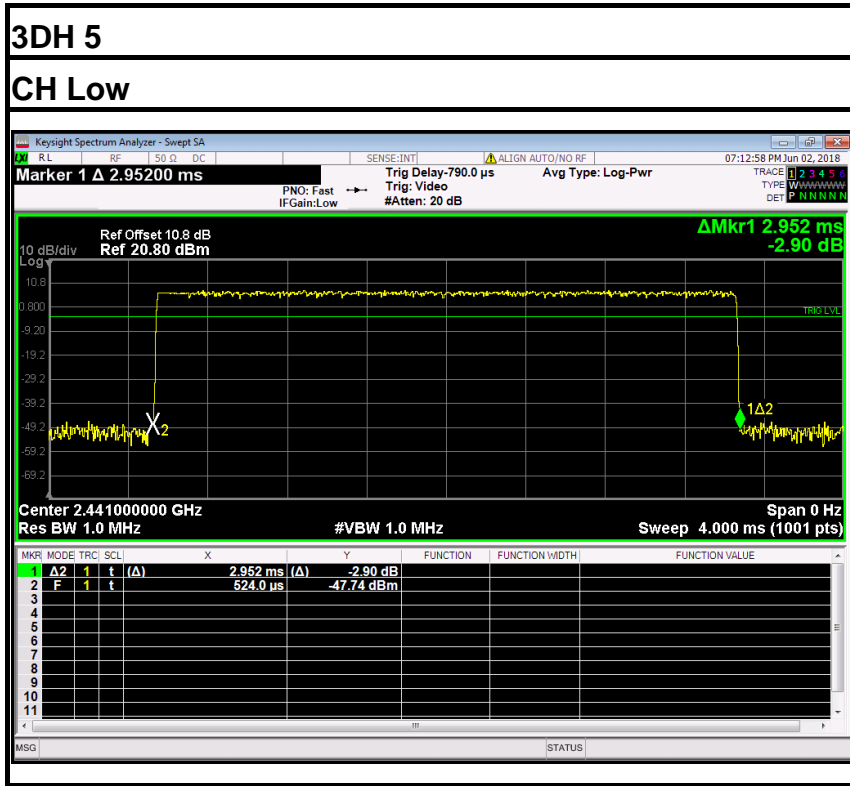 3DH 5
CH Low
Keysight Spectrum Analyzer - Swept SA
LXI RL RF 50 Ω DC SENSE:INT ALIGN AUTO/NO RF 07:12:58 PM Jun 02, 2018
Marker 1 Δ 2.95200 ms Trig Delay-790.0 µs Avg Type: Log-Pwr TRACE 1 2 3 4 5 6
PNO: Fast Trig: Video TYPE WWWWWW
IFGain:Low #Atten: 20 dB DET P N N N N N
ΔMkr1 2.952 ms
-2.90 dB
Ref Offset 10.8 dB
10 dB/div Ref 20.80 dBm
Log
10.8
0.800
TRIG LVL
-9.20
-19.2
-29.2
-39.2
1Δ2
-49.2
2
-59.2
-69.2
Center 2.441000000 GHz Span 0 Hz
Res BW 1.0 MHz #VBW 1.0 MHz Sweep 4.000 ms (1001 pts)
MKR MODE TRC SCL X Y FUNCTION FUNCTION WIDTH FUNCTION VALUE
1 Δ2 1 t (Δ) 2.952 ms (Δ) -2.90 dB
2 F 1 t 524.0 µs -47.74 dBm
3
4
5
6
7
8
9
10
11
MSG STATUS